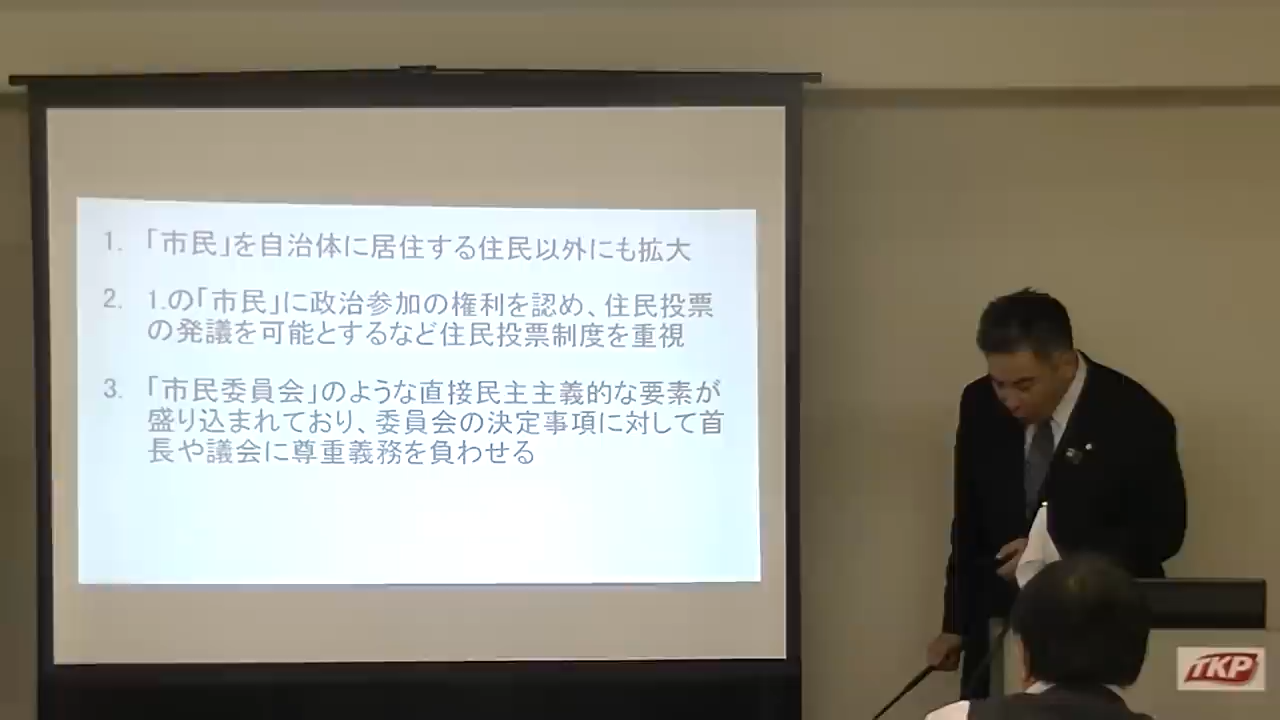 1. 「市民」を自治体に居住する住民以外にも拡大
2. 1.の「市民」に政治参加の権利を認め、住民投票
の発議を可能とするなど住民投票制度を重視
3. 「市民委員会」のような直接民主主義的な要素が
盛り込まれており、委員会の決定事項に対して首
長や議会に尊重義務を負わせる
TKP